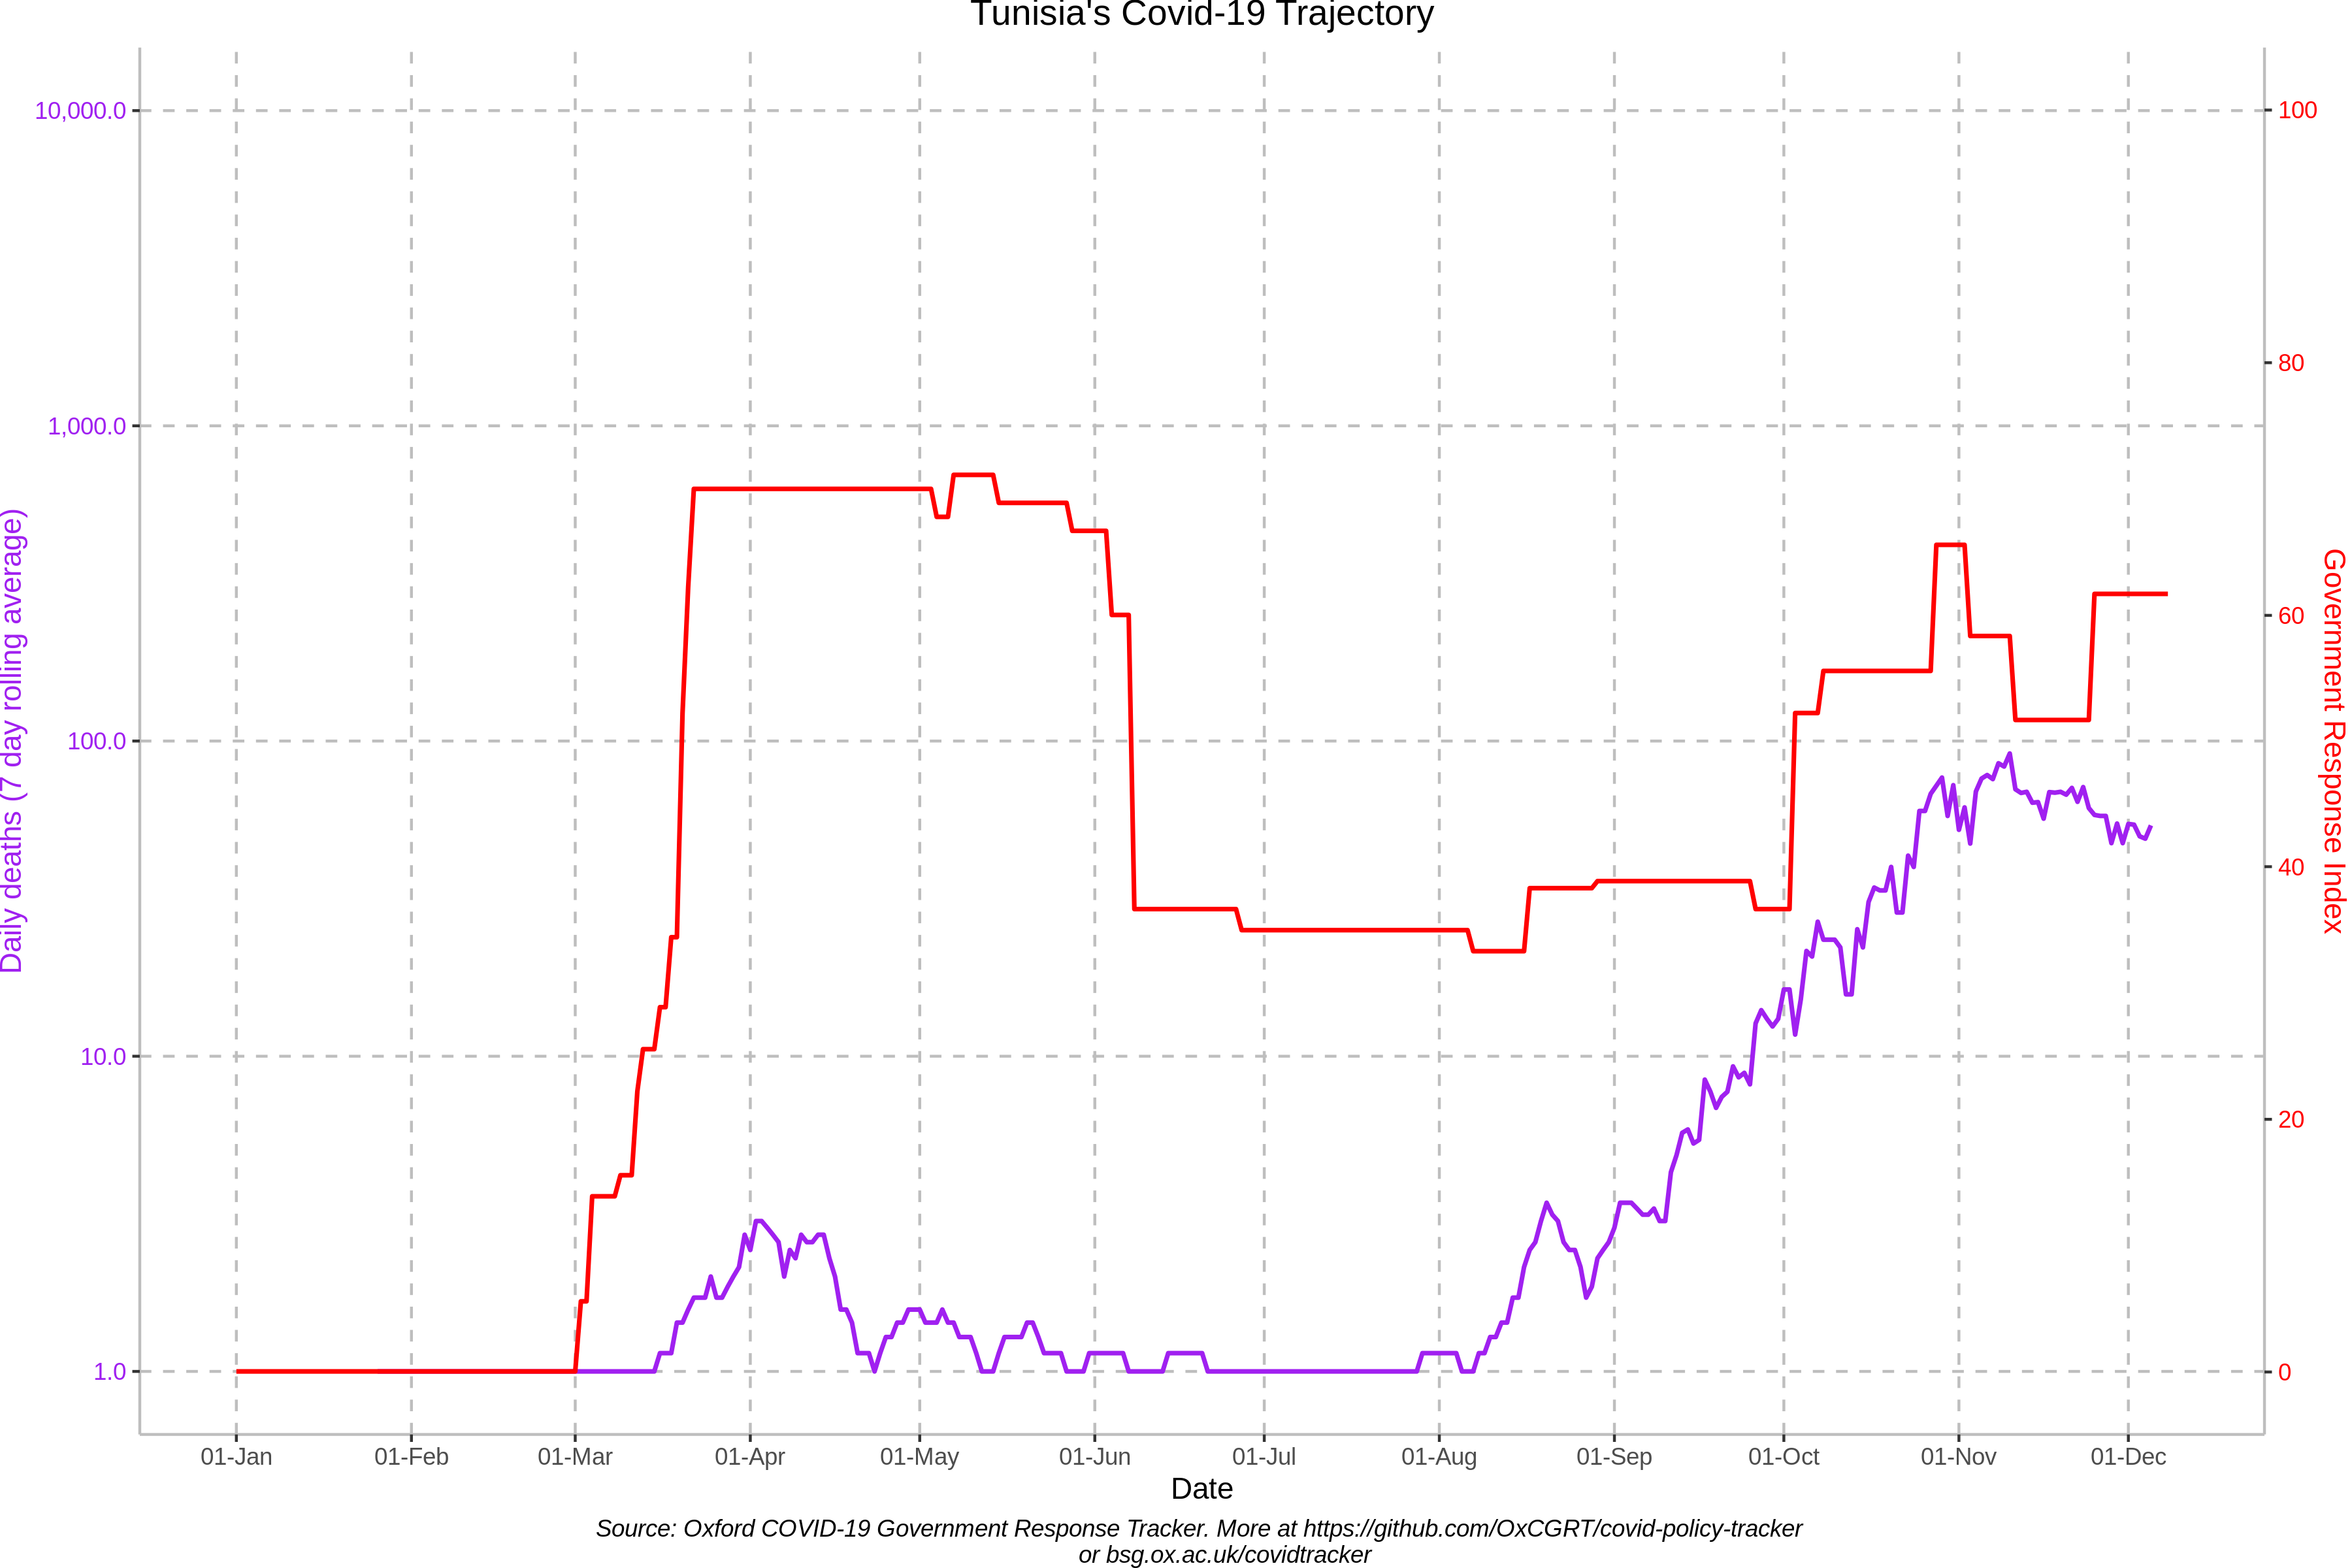 Tunisia's Covid-19 Trajectory
10,000.0
1,000.0
100.0
10.0
1.0
Daily deaths (7 day rolling average)
100
80
60
40
20
0
Government Response Index
01-Jan 01-Feb 01-Mar 01-Apr 01-May 01-Jun 01-Jul 01-Aug 01-Sep 01-Oct 01-Nov 01-Dec
Date
Source: Oxford COVID-19 Government Response Tracker. More at https://github.com/OxCGRT/covid-policy-tracker
or bsg.ox.ac.uk/covidtracker